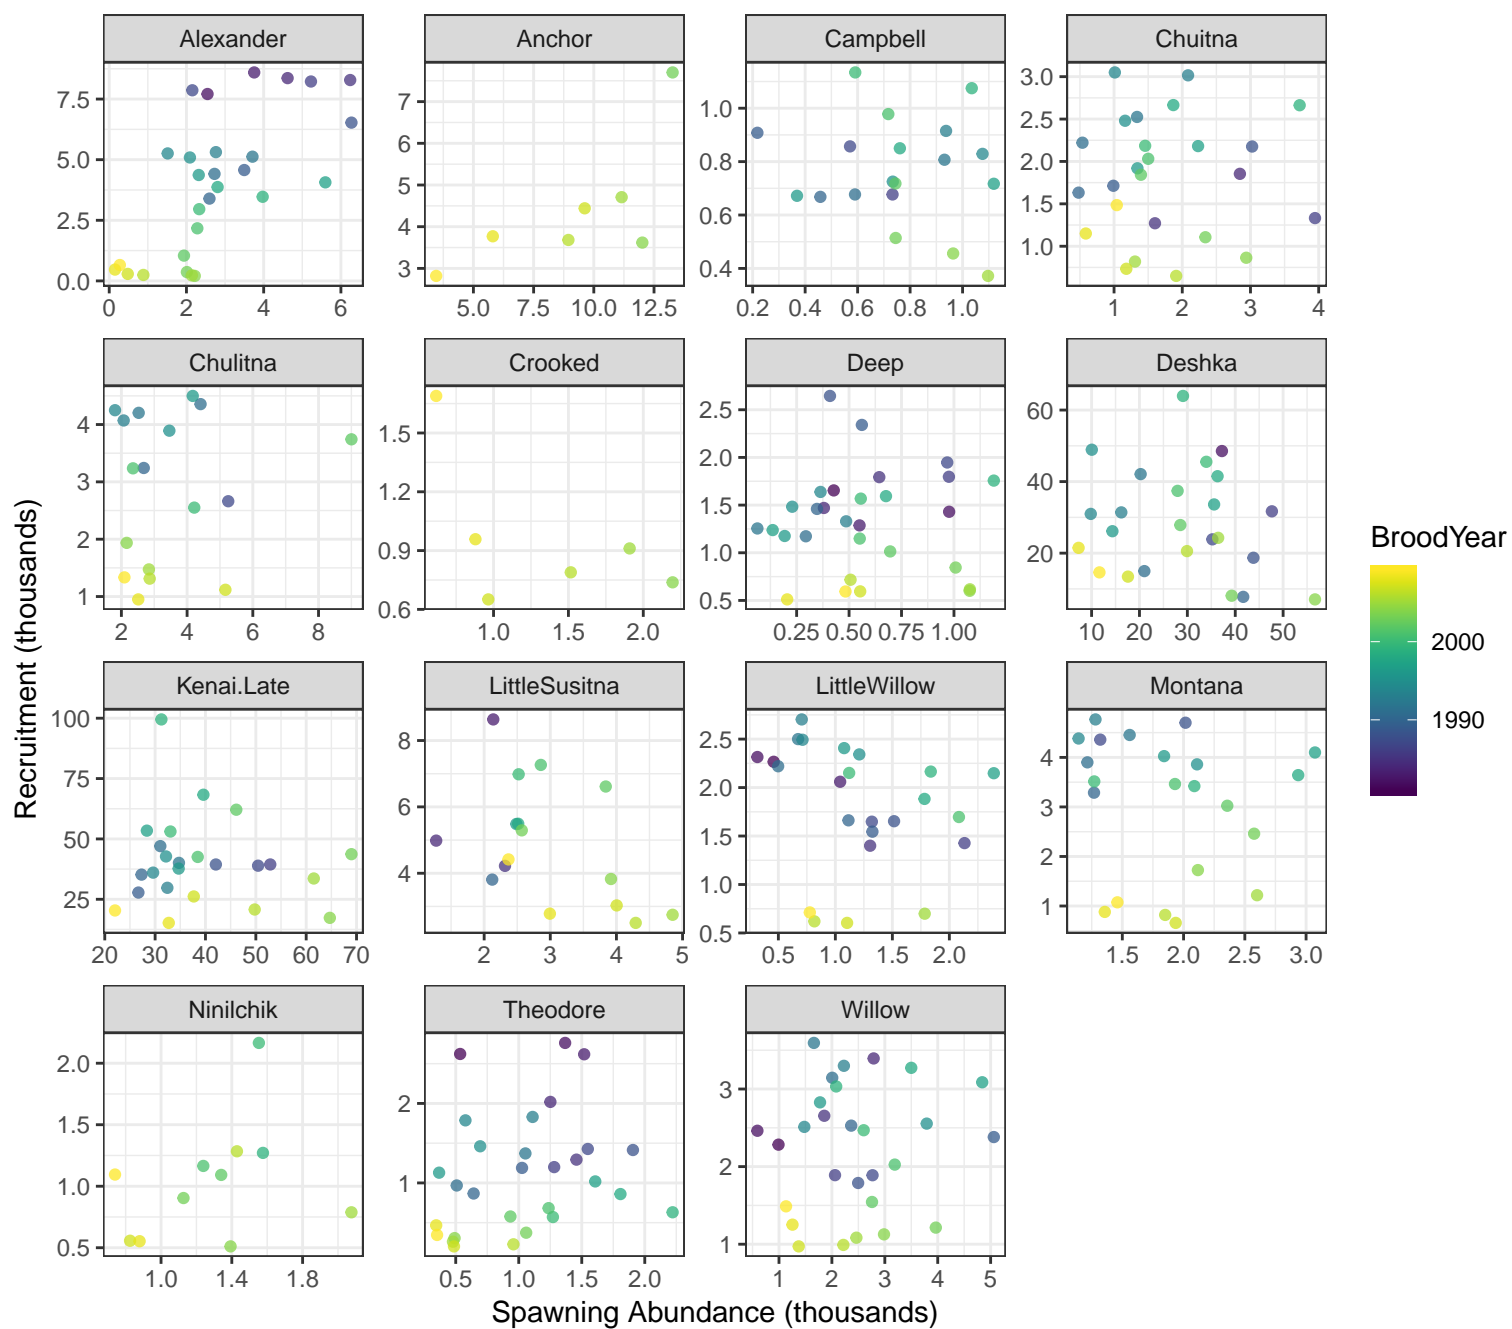 Alexander Anchor Campbell Chuitna
7.5 5.0 2.5 0.0
0 2 4 6
7 6 5 4 3
5.0 7.5 10.0 12.5
1.0 0.8 0.6 0.4
0.2 0.4 0.6 0.8 1.0
3.0 2.5 2.0 1.5 1.0
1 2 3 4
Chulitna Crooked Deep Deshka
4 3 2 1
2 4 6 8
1.5 1.2 0.9 0.6
1.0 1.5 2.0
2.5 2.0 1.5 1.0 0.5
0.25 0.50 0.75 1.00
60 40 20
10 20 30 40 50
Kenai.Late LittleSusitna LittleWillow Montana
100 75 50 25
20 30 40 50 60 70
8 6 4
2 3 4 5
2.5 2.0 1.5 1.0 0.5
0.5 1.0 1.5 2.0
4 3 2 1
1.5 2.0 2.5 3.0
Ninilchik Theodore Willow
2.0 1.5 1.0 0.5
1.0 1.4 1.8
2 1
0.5 1.0 1.5 2.0
3 2 1
1 2 3 4 5
Spawning Abundance (thousands)
Recruitment (thousands)
BroodYear
2000
1990